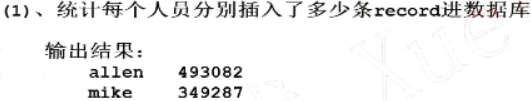 (1)、统计每个人员分别插入了多少条record进数据库
输出结果：
allen 493082
mike 349287
Xue